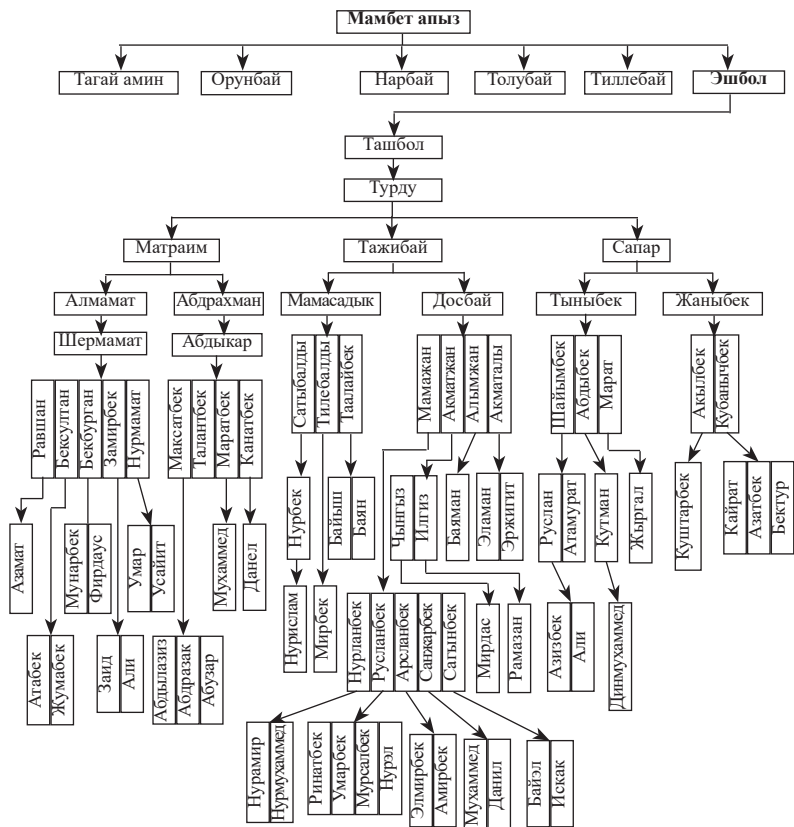 Мамбет апыз
Тагай амин
Орунбай
Нарбай
Толубай
Тиллебай
Эшбол
Ташбол
Турду
Матраим
Тажибай
Сапар
Алмамат
Абдрахман
Мамасадык
Досбай
Тыныбек
Жаныбек
Шермамат
Абдыкар
Равшан
Бексултан
Бекбурган
Замирбек
Нурмамат
Максатбек
Талантбек
Маратбек
Канатбек
Сатыбалды
Тилебалды
Таалайбек
Мамажан
Акматжан
Алымжан
Акматалы
Шайымбек
Абдыбек
Марат
Акылбек
Кубанычбек
Азамат
Мунарбек
Фирдаус
Умар
Усайит
Мухаммед
Данел
Нурбек
Байыш
Баян
Чынгыз
Илгиз
Баяман
Эламан
Эржигит
Руслан
Атамурат
Кутман
Жыргал
Куштарбек
Кайрат
Азатбек
Бектур
Атабек
Жумабек
Заид
Али
Абдылазиз
Абдразак
Абузар
Нурислам
Мирбек
Нурланбек
Русланбек
Арсланбек
Санжарбек
Сатынбек
Мирдас
Рамазан
Азизбек
Али
Динмухаммед
Нурамир
Нурмухаммед
Ринатбек
Умарбек
Мурсалбек
Нурэл
Элмирбек
Амирбек
Мухаммед
Данил
Байэл
Искак